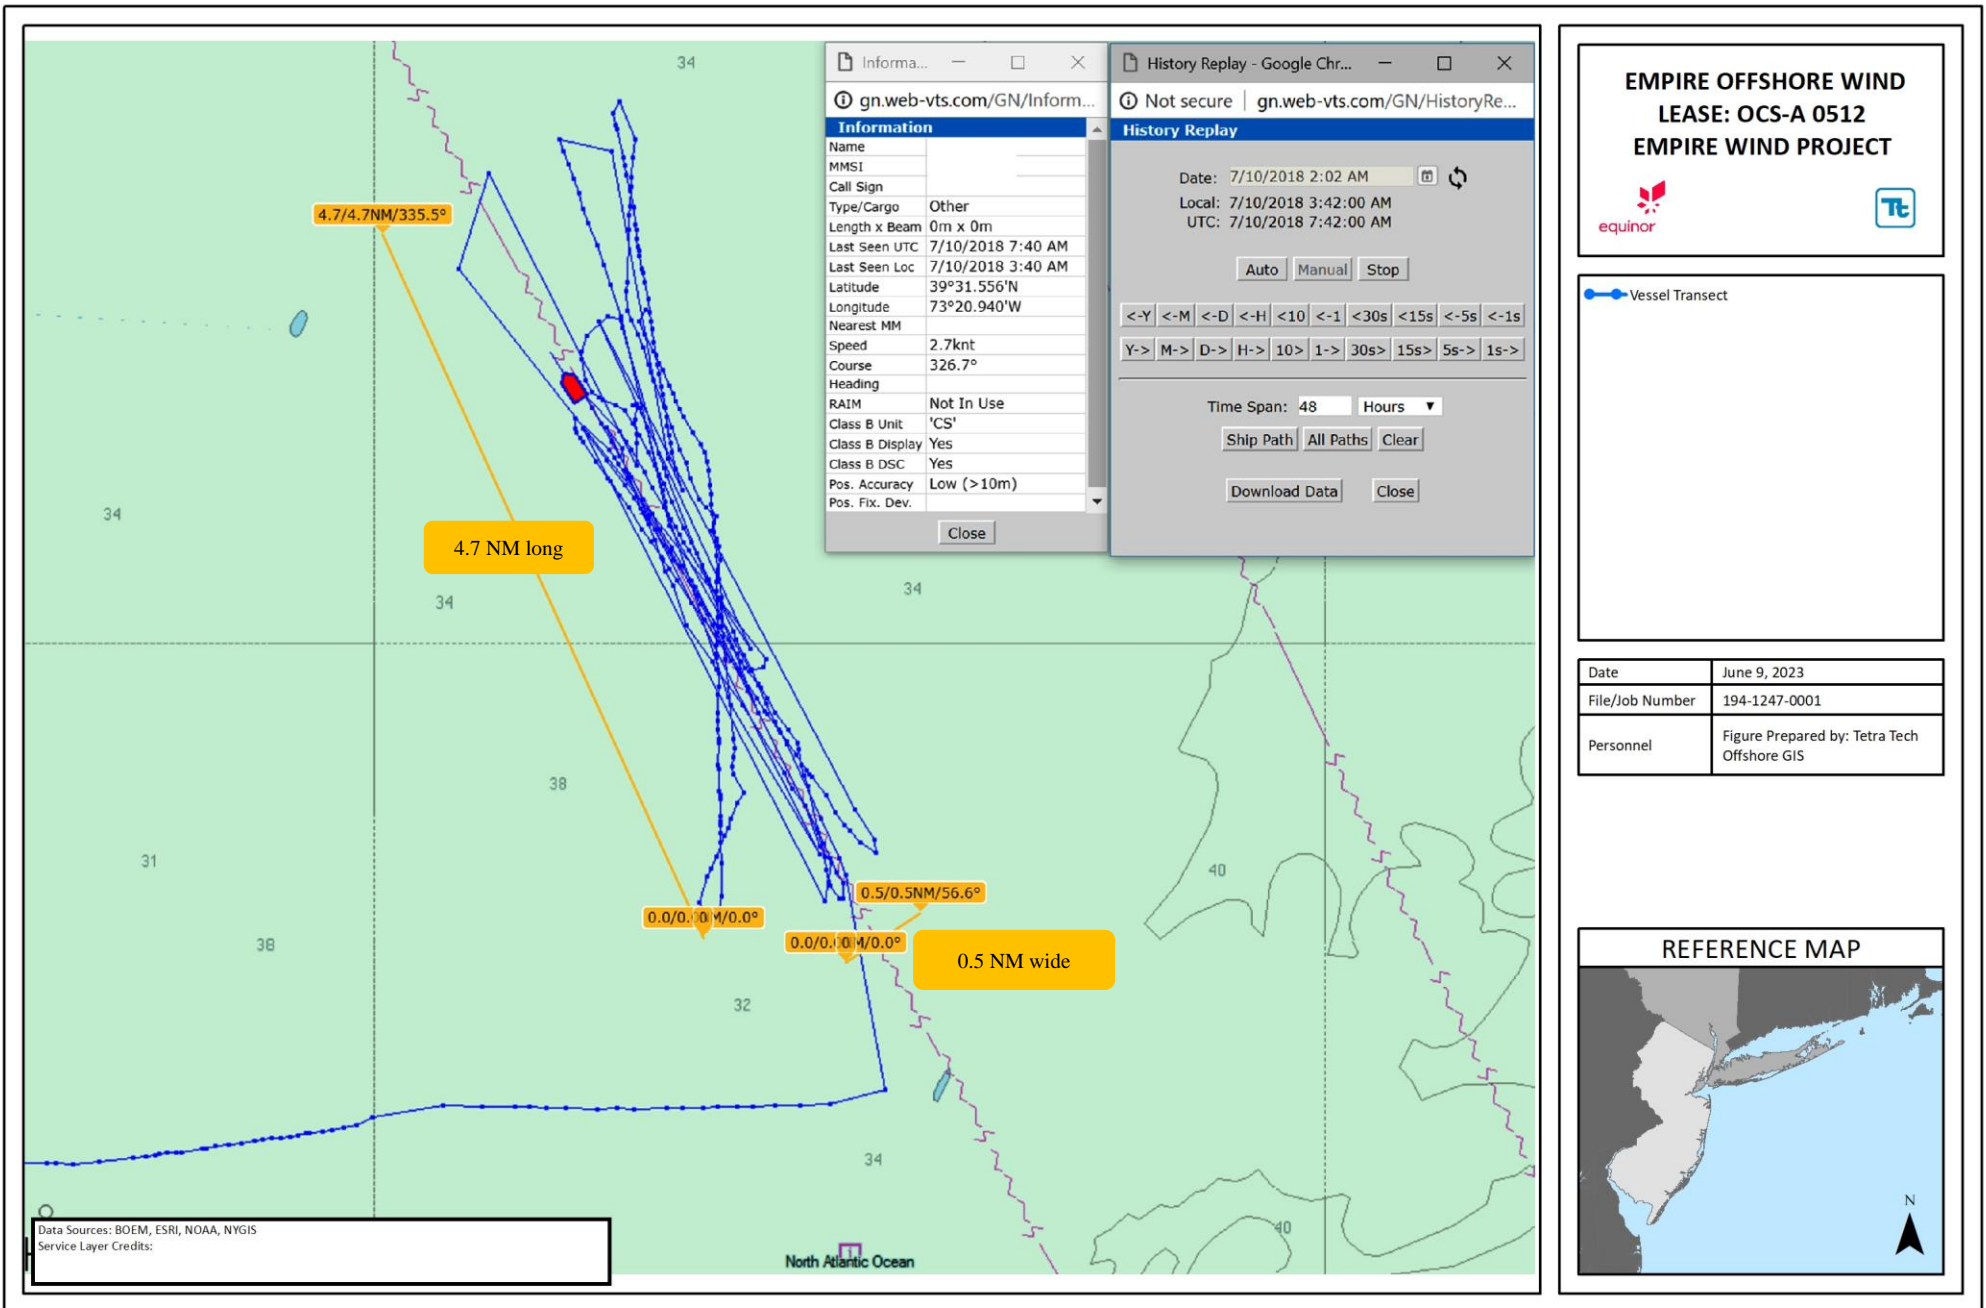 34
4.7/4.7NM/335.5°
34
4.7 NM long
34
34
38
31
38
0.0/0.
M/0.0°
0.5/0.5NM/56.6°
0.0/0.
M/0.0°
0.5 NM wide
40
32
34
40
North Atlantic Ocean
Data Sources: BOEM, ESRI, NOAA, NYGIS
Service Layer Credits:
Informa...
gn.web-vts.com/GN/Inform...
Information
Name
MMSI
Call Sign
Type/Cargo Other
Length x Beam 0m x 0m
Last Seen UTC 7/10/2018 7:40 AM
Last Seen Loc 7/10/2018 3:40 AM
Latitude 39°31.556'N
Longitude 73°20.940'W
Nearest MM
Speed 2.7knt
Course 326.7°
Heading
RAIM Not In Use
Class B Unit 'CS'
Class B Display Yes
Class B DSC Yes
Pos. Accuracy Low (>10m)
Pos. Fix. Dev.
Close
History Replay - Google Chr...
Not secure | gn.web-vts.com/GN/HistoryRe...
History Replay
Date: 7/10/2018 2:02 AM
Local: 7/10/2018 3:42:00 AM
UTC: 7/10/2018 7:42:00 AM
Auto Manual Stop
<-Y <-M <-D <-H <10 <-1 <30s <15s <-5s <-1s
Y-> M-> D-> H-> 10> 1-> 30s> 15s> 5s-> 1s->
Time Span: 48 Hours
Ship Path All Paths Clear
Download Data Close
EMPIRE OFFSHORE WIND
LEASE: OCS-A 0512
EMPIRE WIND PROJECT
equinor
Tt
Vessel Transect
Date June 9, 2023
File/Job Number 194-1247-0001
Personnel Figure Prepared by: Tetra Tech
Offshore GIS
REFERENCE MAP
N